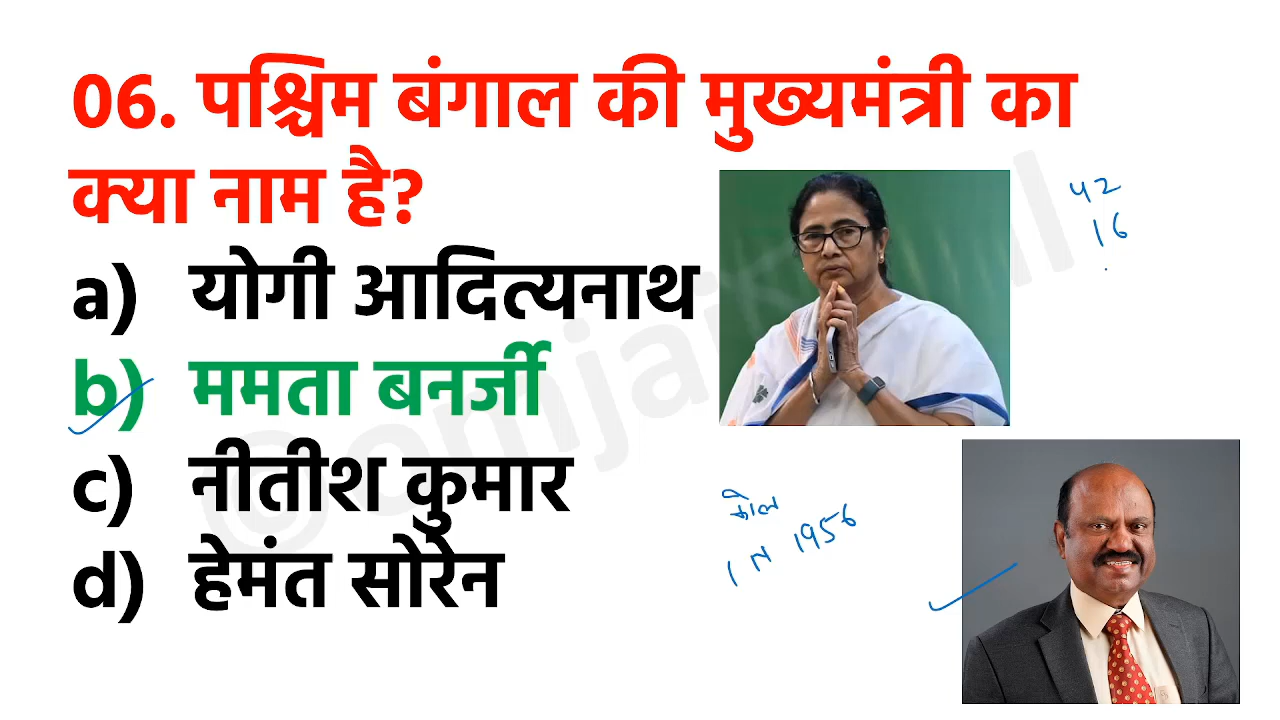 06. पश्चिम बंगाल की मुख्यमंत्री का
क्या नाम है?
a) योगी आदित्यनाथ
b) ममता बनर्जी
c) नीतीश कुमार
d) हेमंत सोरेन
42
16
1 N 1956